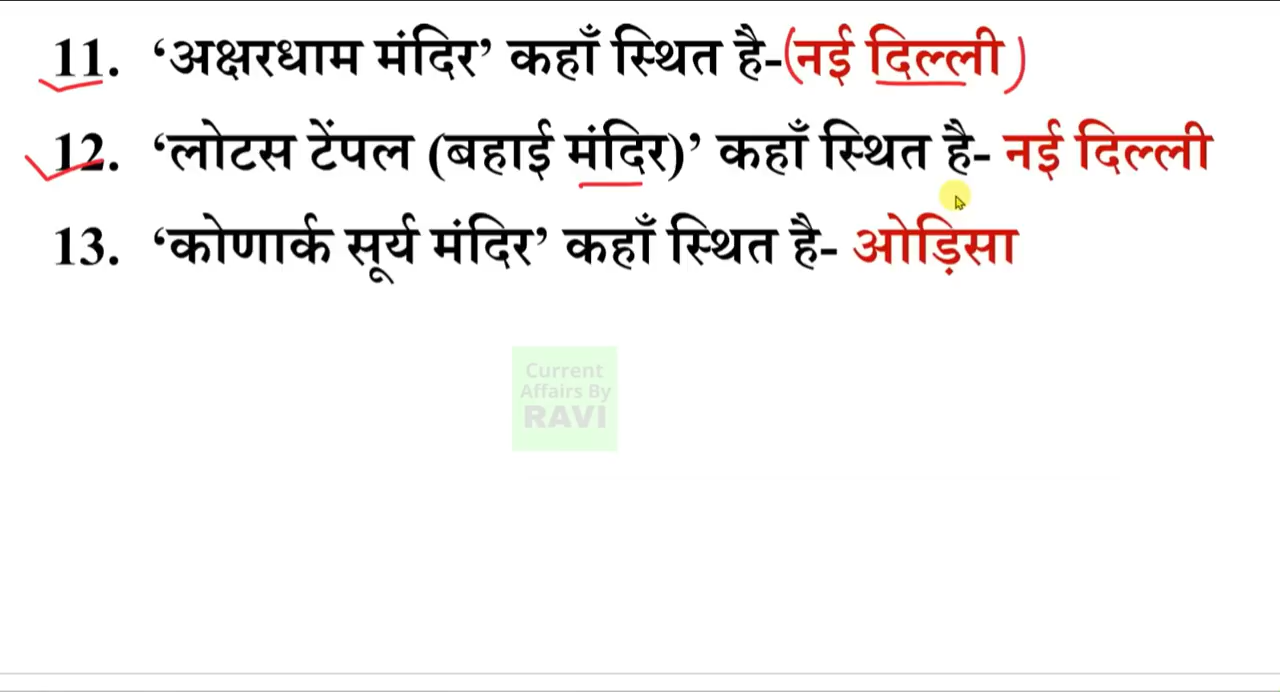 11. ‘अक्षरधाम मंदिर’ कहाँ स्थित है-(नई दिल्ली)
12. ‘लोटस टेंपल (बहाई मंदिर)’ कहाँ स्थित है- नई दिल्ली
13. ‘कोणार्क सूर्य मंदिर’ कहाँ स्थित है- ओड़िसा
Current
Affairs By
RAVI